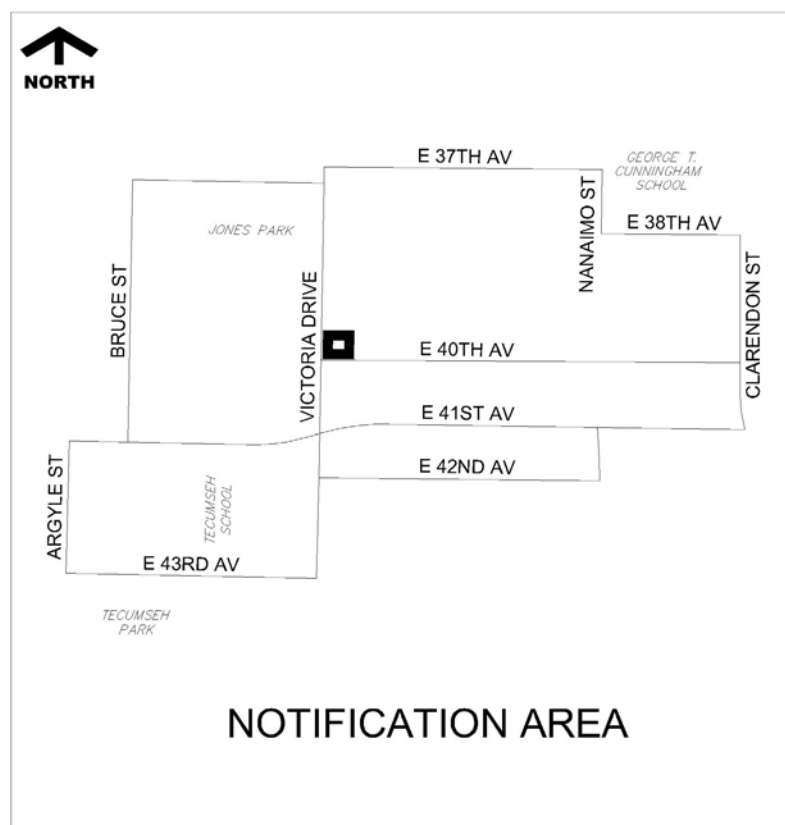 NORTH
E 37TH AV
GEORGE T.
CUNNINGHAM
SCHOOL
NANAIMO ST
E 38TH AV
JONES PARK
BRUCE ST
VICTORIA DRIVE
CLARENDON ST
E 40TH AV
E 41ST AV
E 42ND AV
ARGYLE ST
TECUMSEH
SCHOOL
E 43RD AV
TECUMSEH
PARK
NOTIFICATION AREA